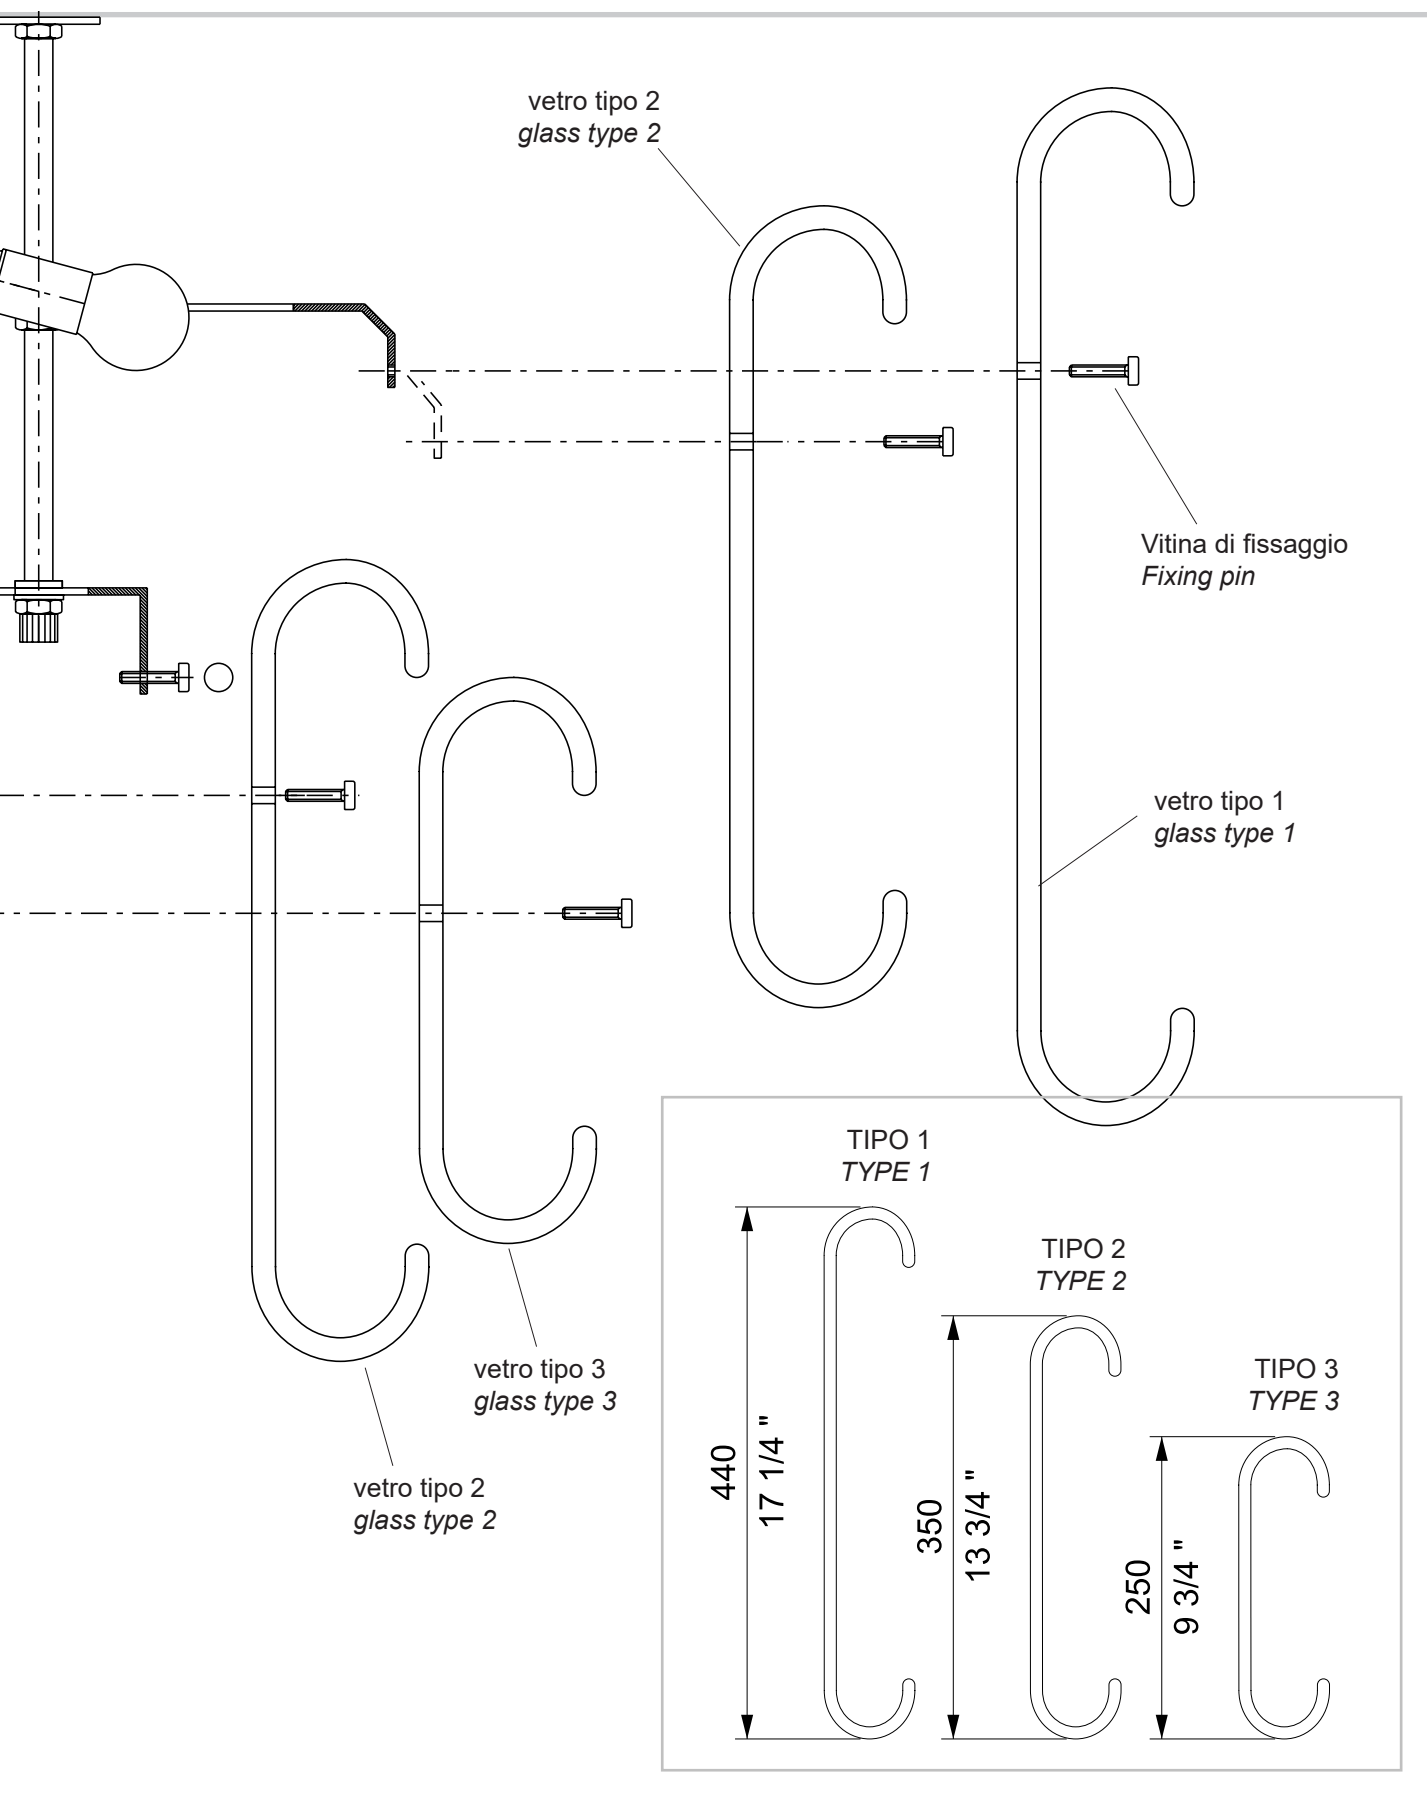 vetro tipo 2
glass type 2
Vitina di fissaggio
Fixing pin
vetro tipo 1
glass type 1
vetro tipo 3
glass type 3
vetro tipo 2
glass type 2
TIPO 1
TYPE 1
440
17 1/4 "
TIPO 2
TYPE 2
350
13 3/4 "
TIPO 3
TYPE 3
250
9 3/4 "